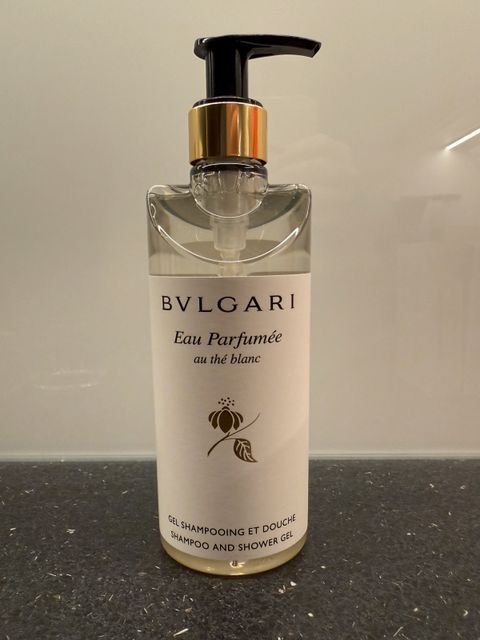 BVLGARI
Eau Parfumée
au thé blanc
GEL SHAMPOOING ET DOUCHE
SHAMPOO AND SHOWER GEL